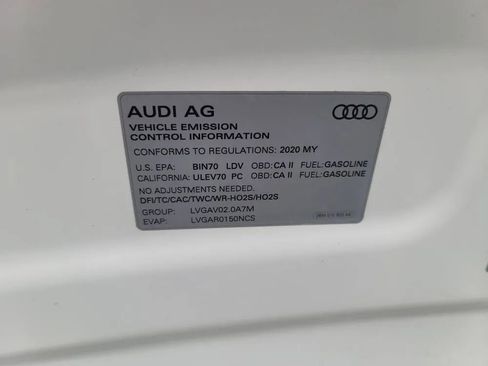 AUDI AG
VEHICLE EMISSION
CONTROL INFORMATION
CONFORMS TO REGULATIONS: 2020 MY
U.S. EPA: BIN70 LDV OBD: CA II FUEL: GASOLINE
CALIFORNIA: ULEV70 PC OBD: CA II FUEL: GASOLINE
NO ADJUSTMENTS NEEDED.
DFI/TC/CAC/TWC/WR-HO2S/HO2S
GROUP: LVGAV02.0A7M
EVAP: LVGAR0150NCS